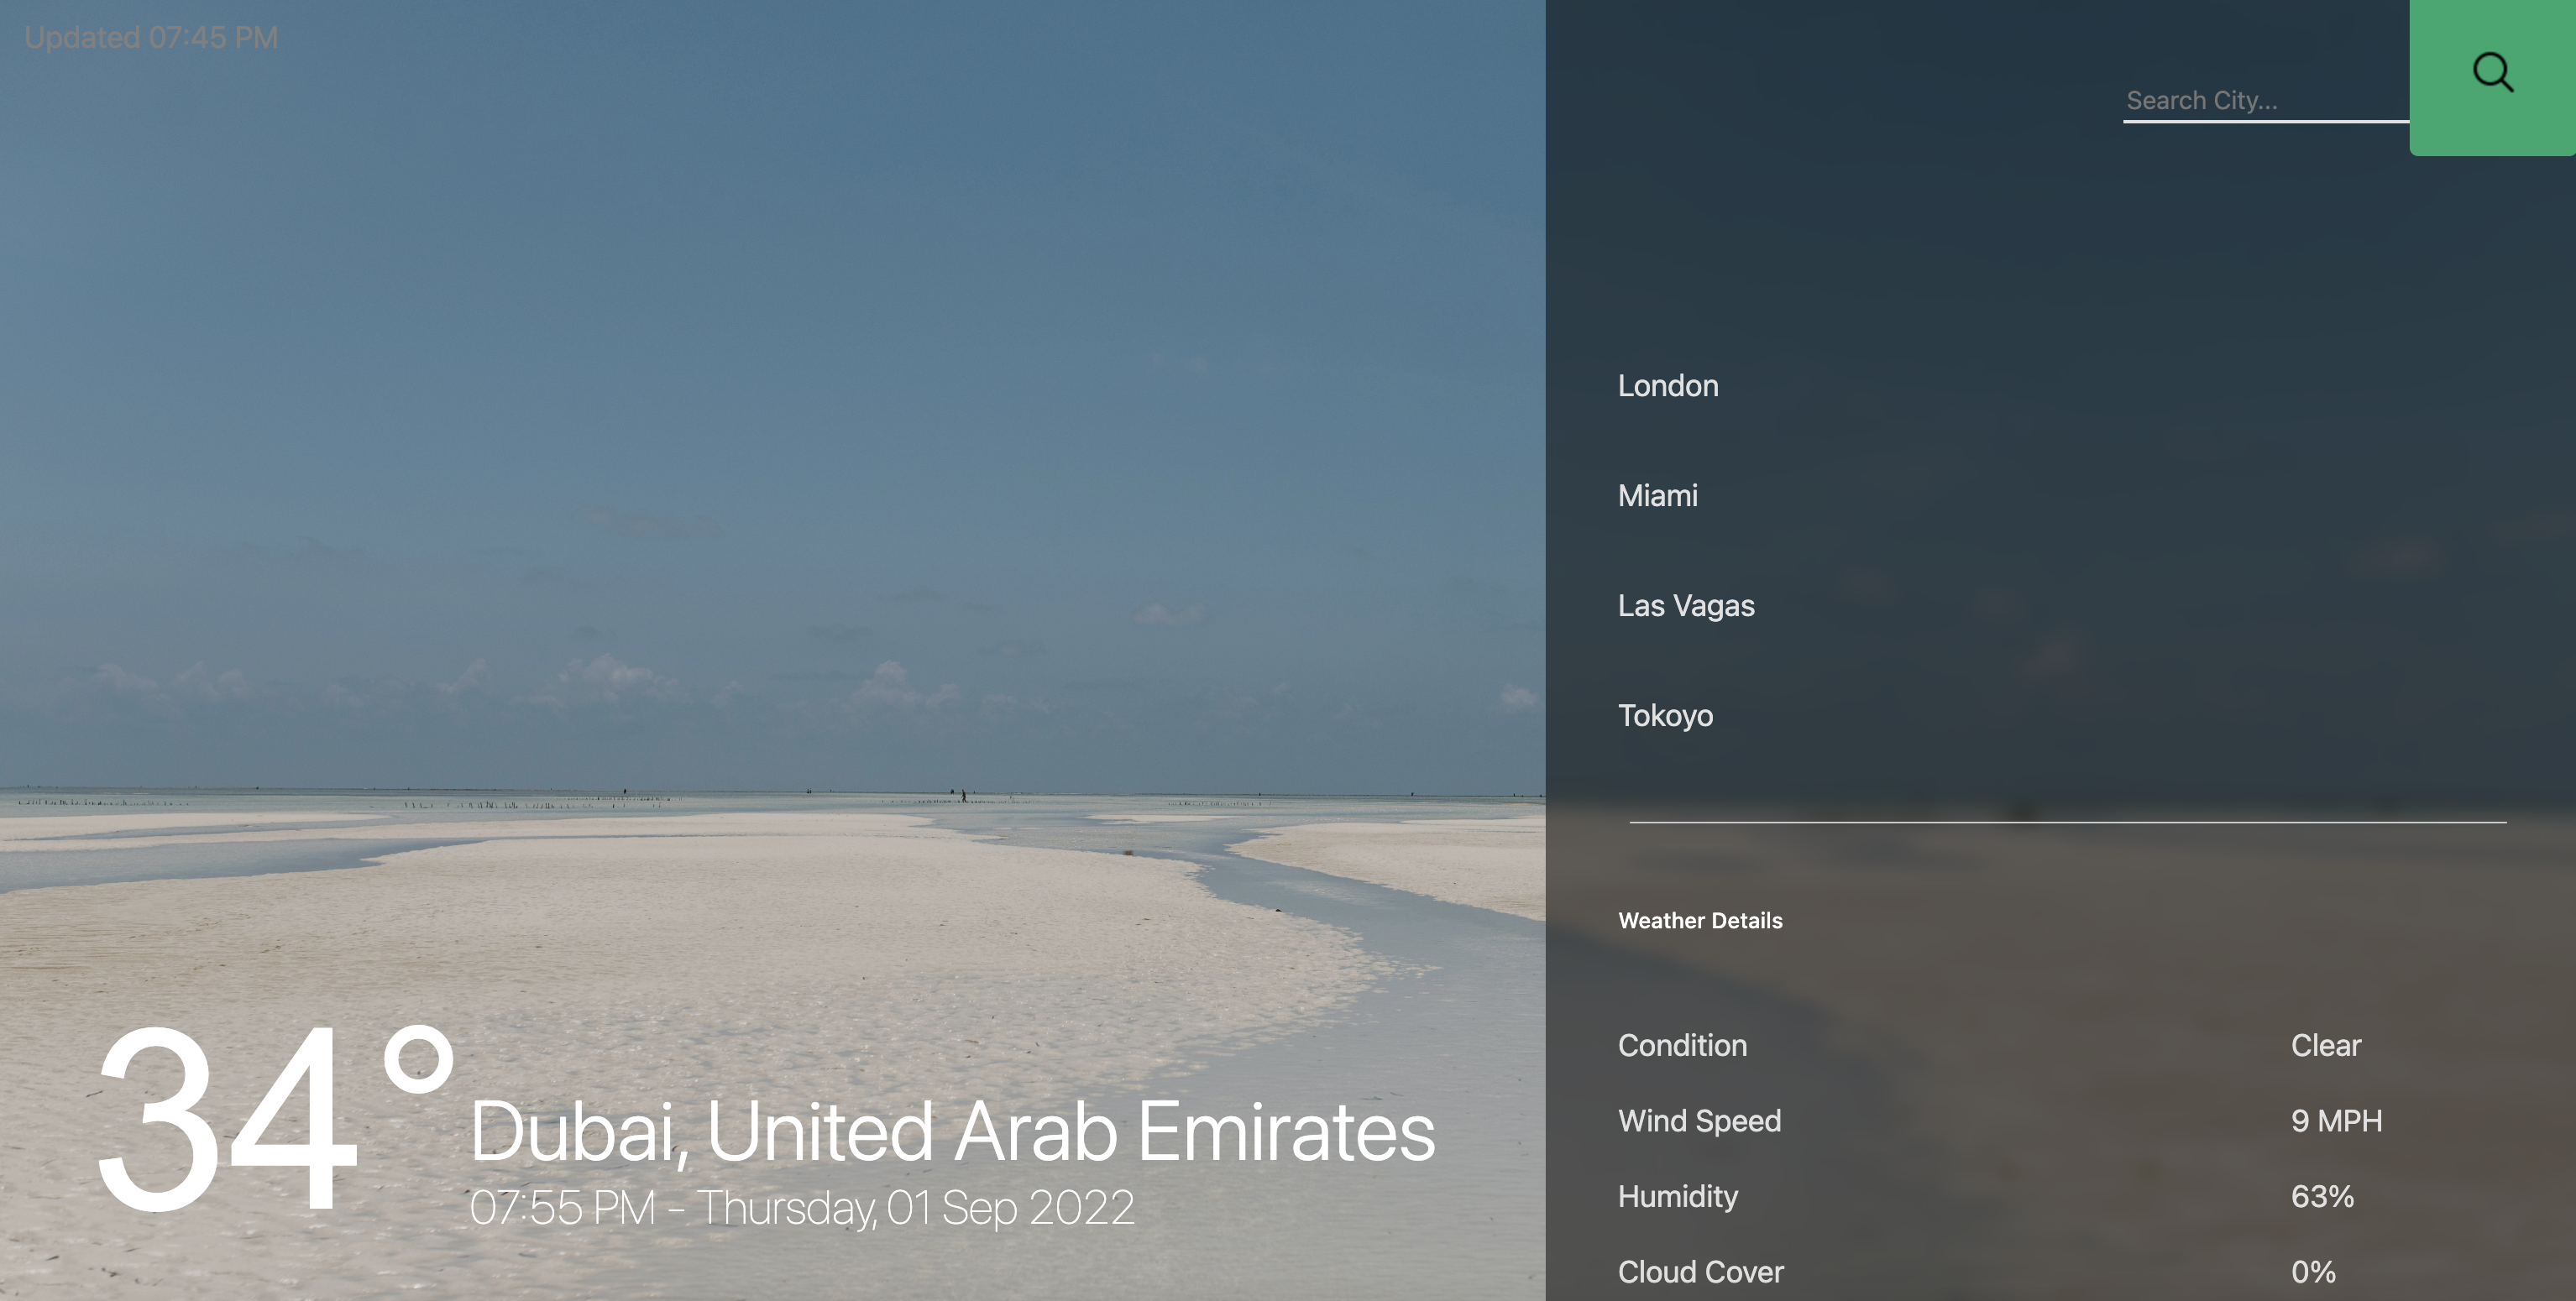 Updated 07:45 PM
Search City...
London
Miami
Las Vagas
Tokoyo
Weather Details
Condition Clear
Wind Speed 9 MPH
Humidity 63%
Cloud Cover 0%
34°
Dubai, United Arab Emirates
07:55 PM - Thursday, 01 Sep 2022